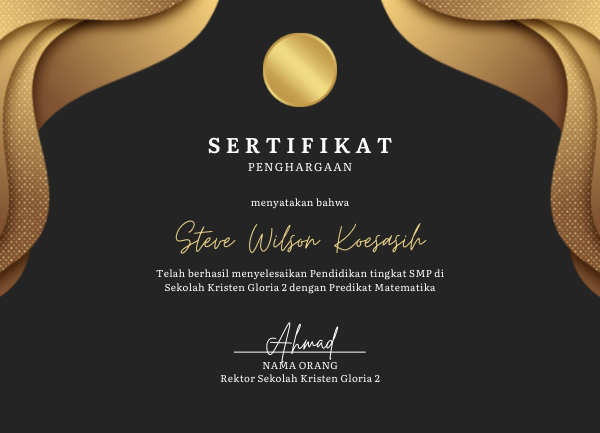 SERTIFIKAT
PENGHARGAAN
menyatakan bahwa
Steve Wilson Koesasih
Telah berhasil menyelesaikan Pendidikan tingkat SMP di
Sekolah Kristen Gloria 2 dengan Predikat Matematika
Ahmad
NAMA ORANG
Rektor Sekolah Kristen Gloria 2